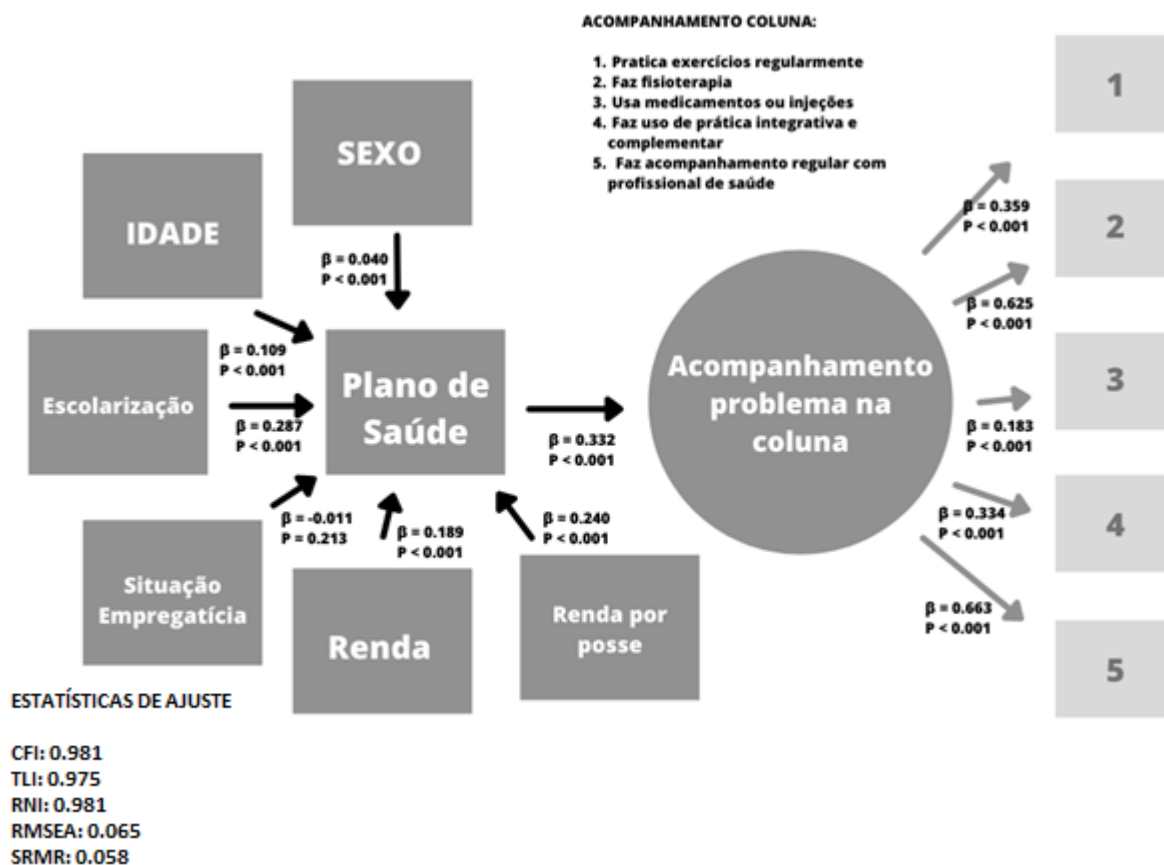 ACOMPANHAMENTO COLUNA:
1. Pratica exercícios regularmente
2. Faz fisioterapia
3. Usa medicamentos ou injeções
4. Faz uso de prática integrativa e
complementar
5. Faz acompanhamento regular com
profissional de saúde
SEXO
β = 0.040
P < 0.001
IDADE
β = 0.109
P < 0.001
Escolarização
β = 0.287
P < 0.001
Situação
Empregatícia
β = -0.011
P = 0.213
Renda
β = 0.189
P < 0.001
Renda por
posse
β = 0.240
P < 0.001
Plano de
Saúde
β = 0.332
P < 0.001
Acompanhamento
problema na
coluna
β = 0.359
P < 0.001
1
β = 0.625
P < 0.001
2
β = 0.183
P < 0.001
3
β = 0.334
P < 0.001
4
β = 0.663
P < 0.001
5
ESTATÍSTICAS DE AJUSTE
CFI: 0.981
TLI: 0.975
RNI: 0.981
RMSEA: 0.065
SRMR: 0.058